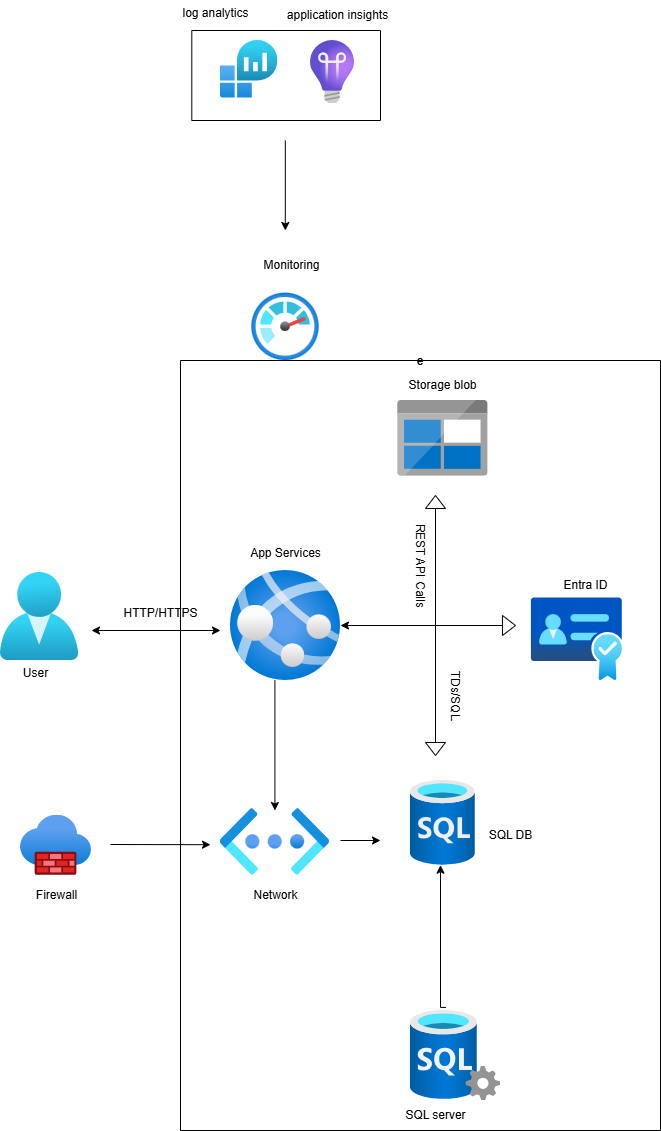 log analytics
application insights
Monitoring
e
Storage blob
REST API Calls
App Services
Entra ID
HTTP/HTTPS
User
TDs/SQL
SQL
SQL DB
Firewall
Network
SQL
SQL server